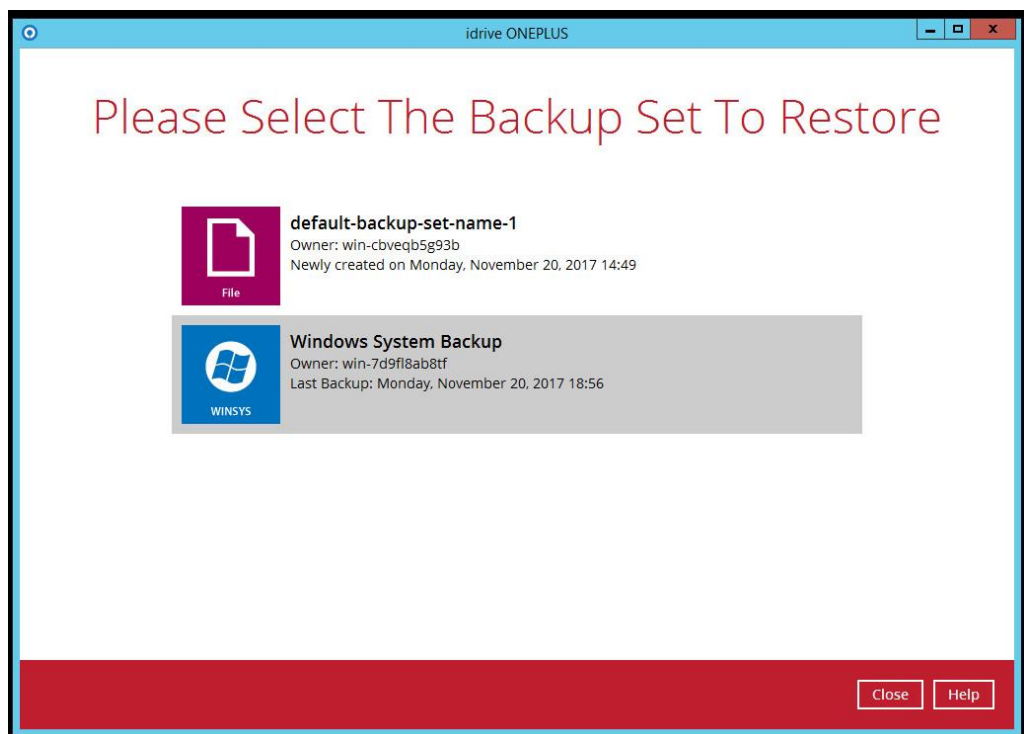 idrive ONEPLUS
Please Select The Backup Set To Restore
default-backup-set-name-1
Owner: win-cbveqb5g93b
Newly created on Monday, November 20, 2017 14:49
File
Windows System Backup
Owner: win-7d9fl8ab8tf
Last Backup: Monday, November 20, 2017 18:56
WINSYS
Close Help